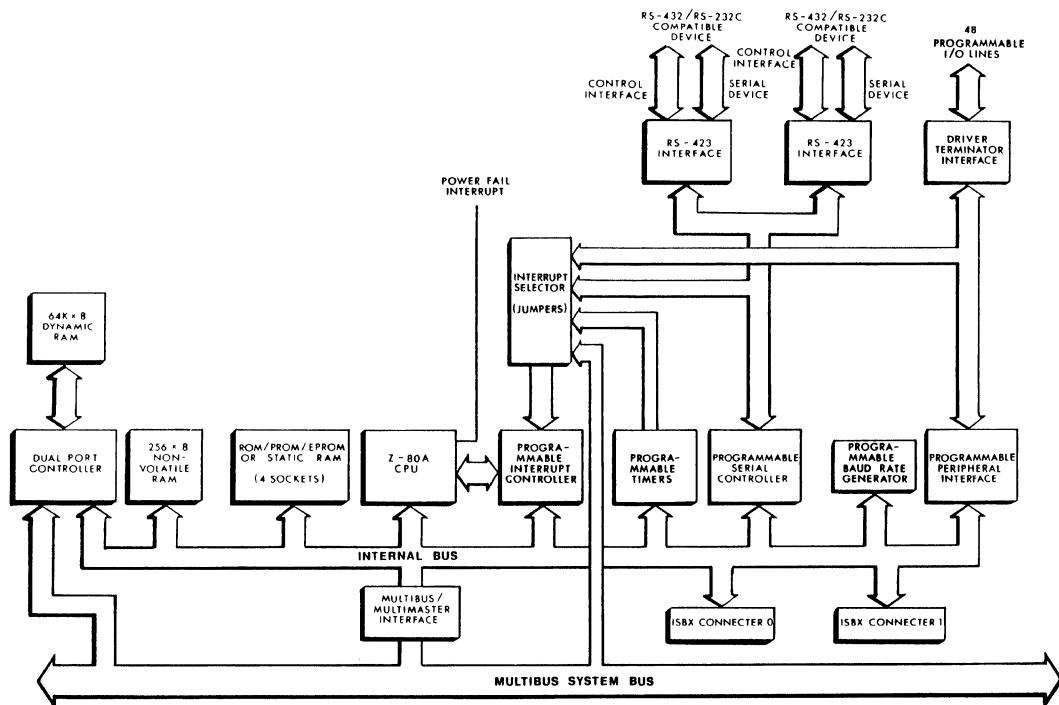 RS-432/RS-232C
COMPATIBLE
DEVICE
RS-432/RS-232C
COMPATIBLE
DEVICE
48
PROGRAMMABLE
I/O LINES
CONTROL
INTERFACE
SERIAL
DEVICE
CONTROL
INTERFACE
SERIAL
DEVICE
RS-423
INTERFACE
RS-423
INTERFACE
DRIVER
TERMINATOR
INTERFACE
POWER FAIL
INTERRUPT
INTERRUPT
SELECTOR
(JUMPERS)
64K × 8
DYNAMIC
RAM
DUAL PORT
CONTROLLER
256 × 8
NON-
VOLATILE
RAM
ROM/PROM/EPROM
OR STATIC RAM
(4 SOCKETS)
Z-80A
CPU
PROGRA-
MMABLE
INTERRUPT
CONTROLLER
PROGRA-
MMABLE
TIMERS
PROGRAMMABLE
SERIAL
CONTROLLER
PROGRA-
MMABLE
BAUD RATE
GENERATOR
PROGRAMMABLE
PERIPHERAL
INTERFACE
INTERNAL BUS
MULTIBUS/
MULTIMASTER
INTERFACE
ISBX CONNECTER 0
ISBX CONNECTER 1
MULTIBUS SYSTEM BUS